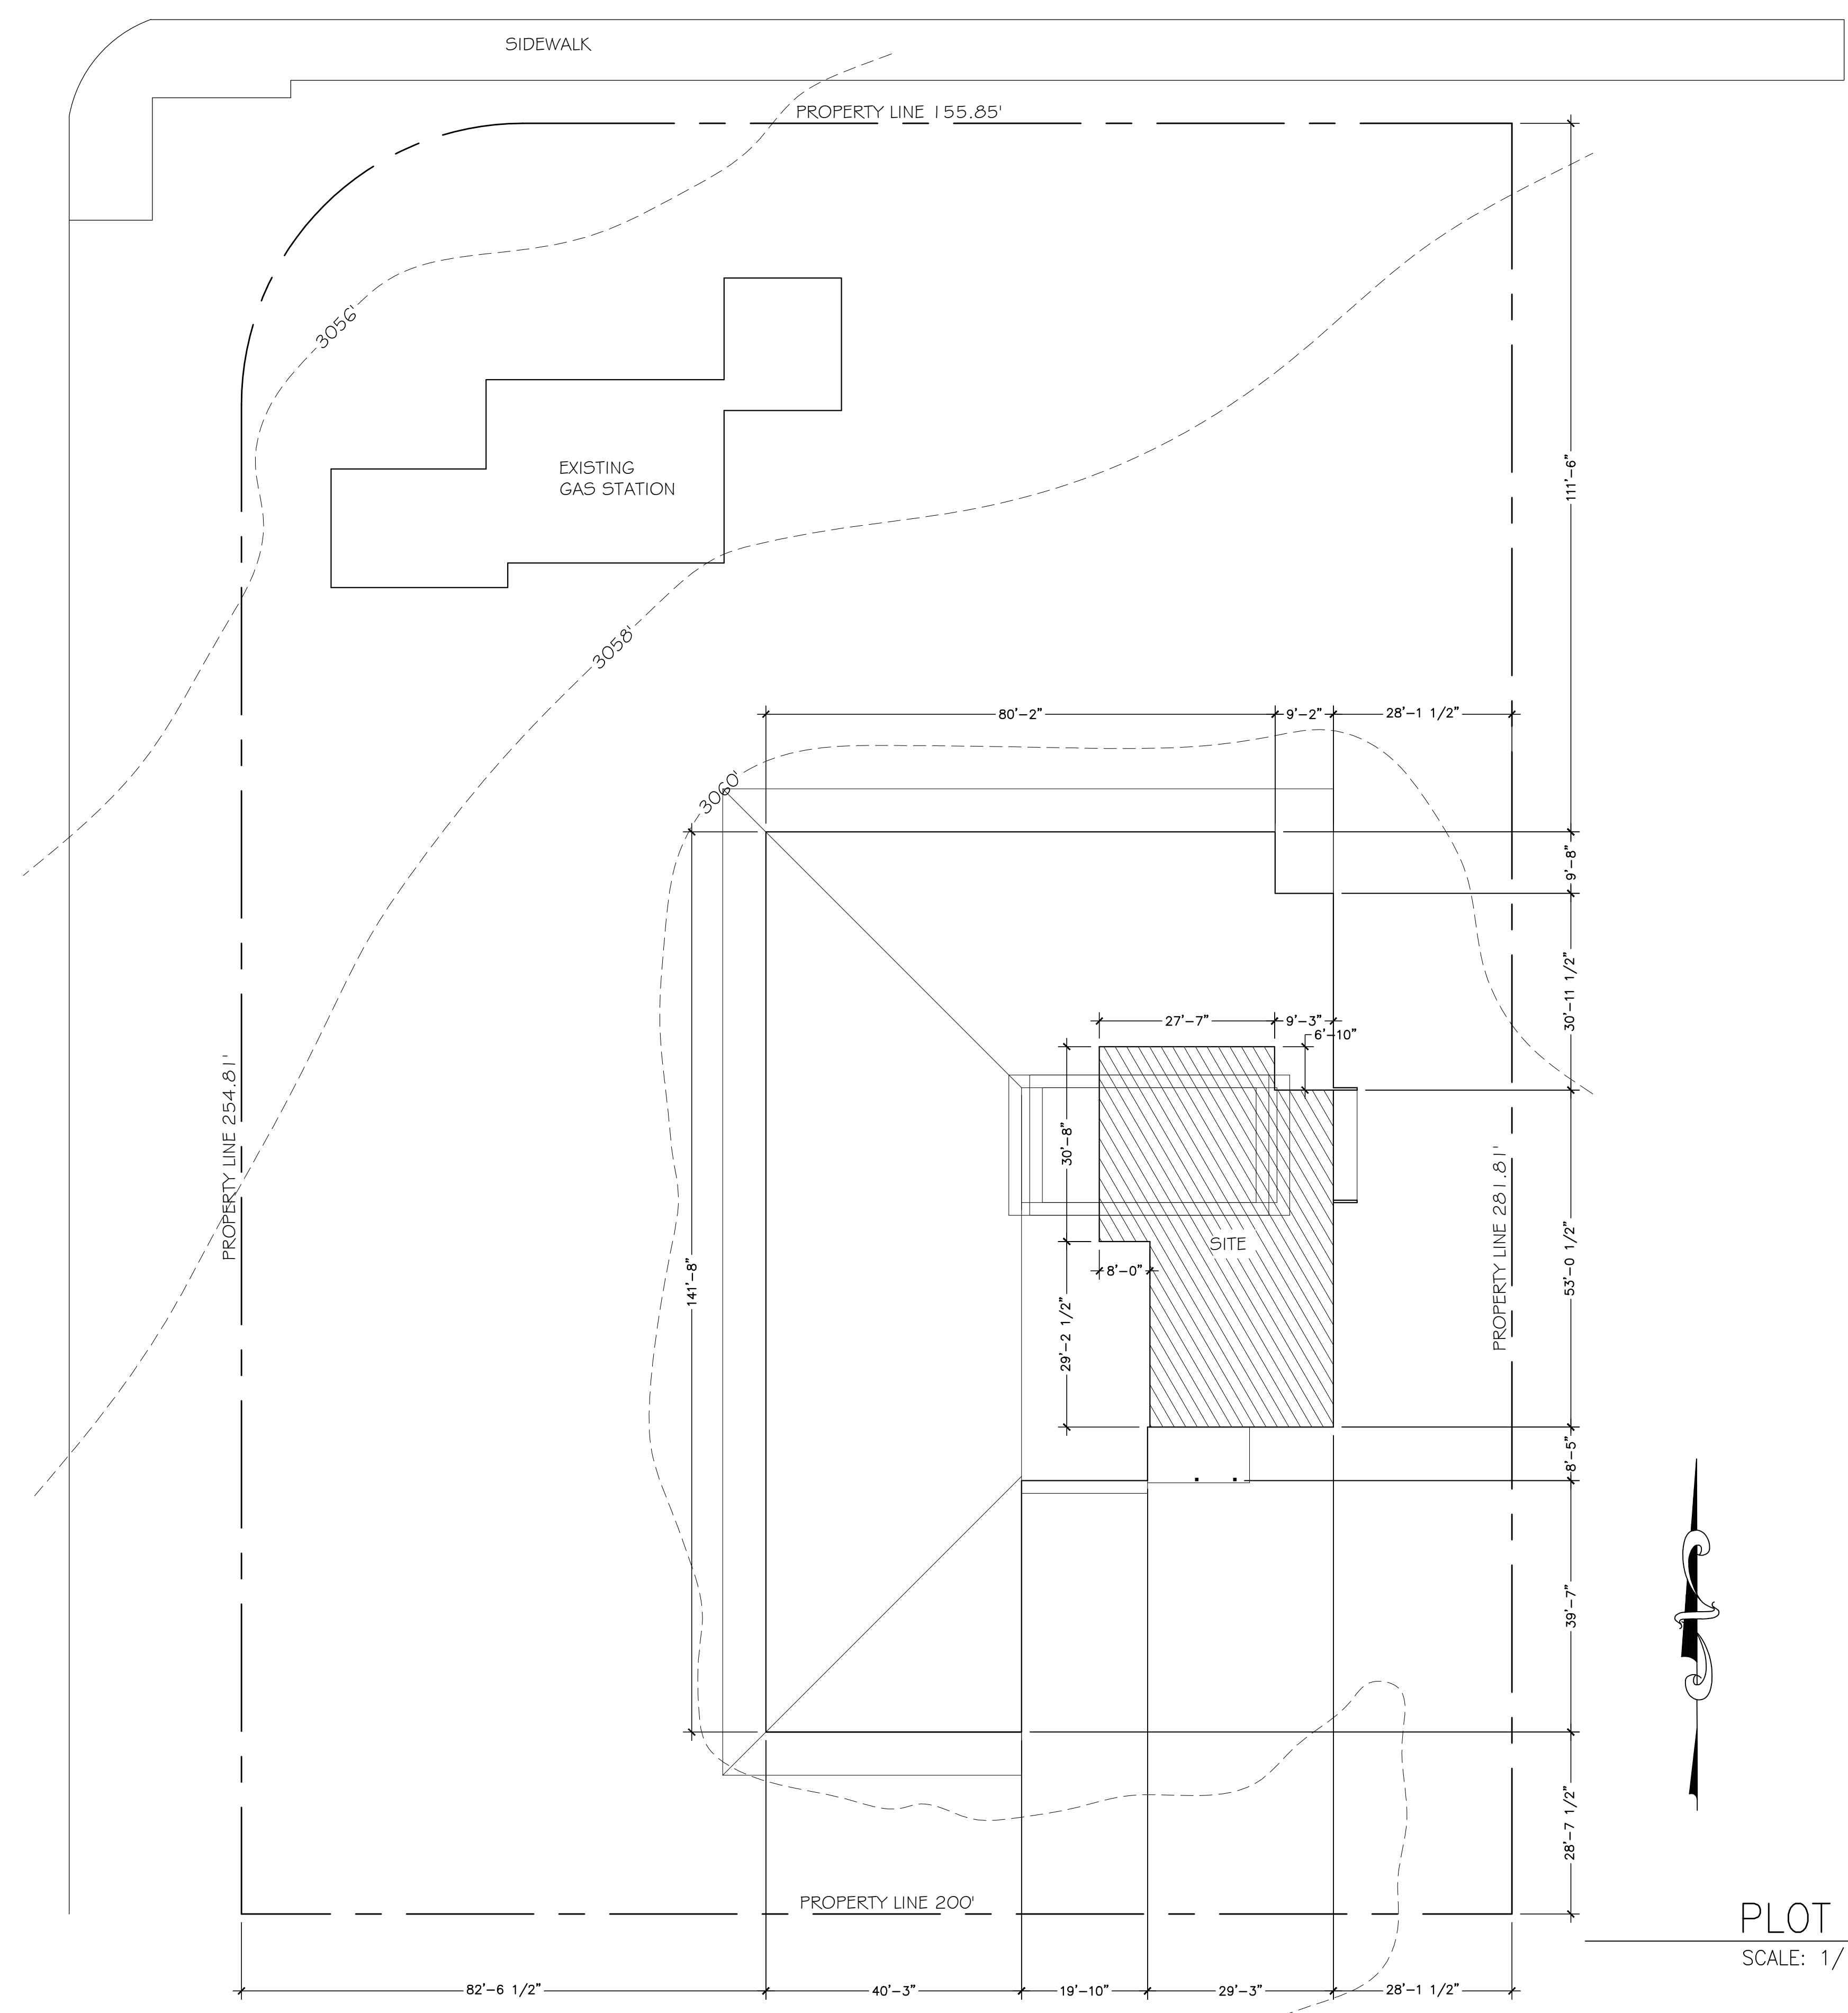 SIDEWALK
PROPERTY LINE 155.85'
3056'
EXISTING
GAS STATION
111'-6"
3058'
80'-2"
9'-2"
28'-1 1/2"
3060'
9'-8"
30'-11 1/2"
27'-7"
9'-3"
6'-10"
30'-8"
PROPERTY LINE 254.81'
PROPERTY LINE 281.81'
SITE
8'-0"
141'-8"
53'-0 1/2"
29'-2 1/2"
8'-5"
39'-7"
28'-7 1/2"
PROPERTY LINE 200'
PLOT
SCALE: 1/
82'-6 1/2"
40'-3"
19'-10"
29'-3"
28'-1 1/2"